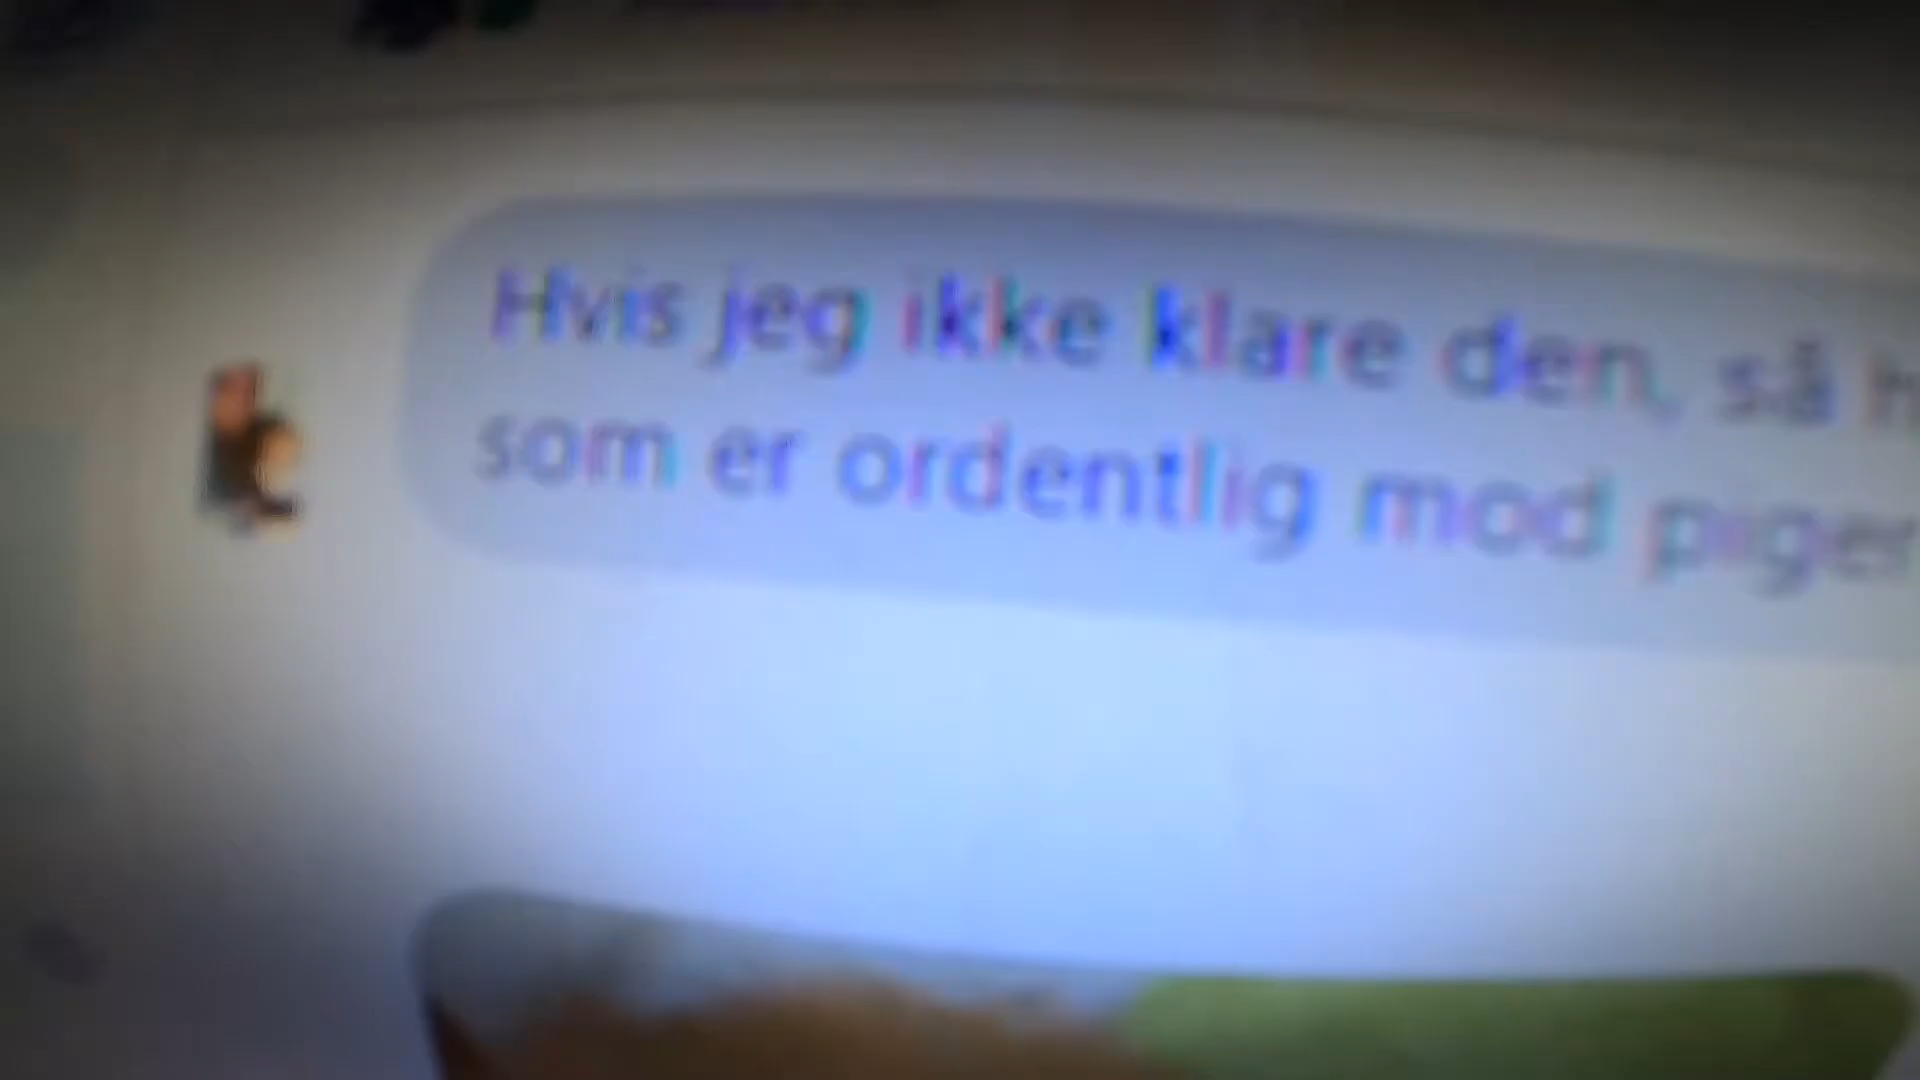 Hvis jeg ikke klare den, så
som er ordentlig mod piger